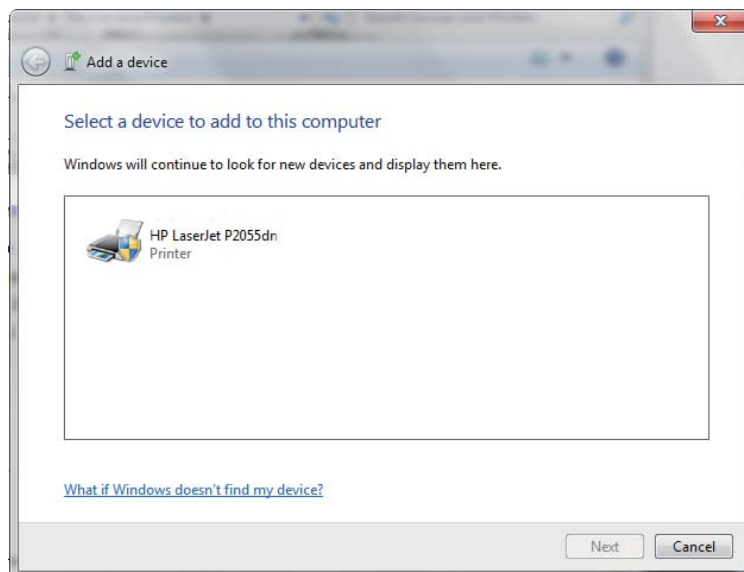 Add a device
Select a device to add to this computer
Windows will continue to look for new devices and display them here.
HP LaserJet P2055dn
Printer
What if Windows doesn't find my device?
Next
Cancel